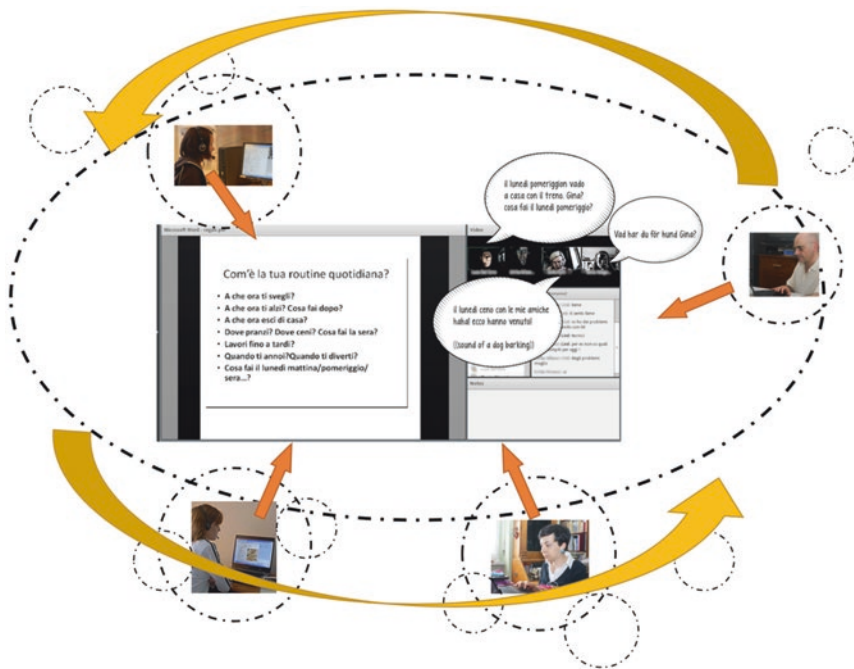 il lunedì pomeriggion vado
a casa con il treno. Gina?
cosa fai il lunedì pomeriggio?
Vad har du för hund Gina?
Microsoft Word -
Video
Com'è la tua routine quotidiana?
• A che ora ti svegli?
• A che ora ti alzi? Cosa fai dopo?
• A che ora esci di casa?
• Dove pranzi? Dove ceni? Cosa fai la sera?
• Lavori fino a tardi?
• Quando ti annoi?Quando ti diverti?
• Cosa fai il lunedì mattina/pomeriggio/
sera...?
il lunedì ceno con le mie amiche
haha! ecco hanno venuto!
((sound of a dog barking))
Notes